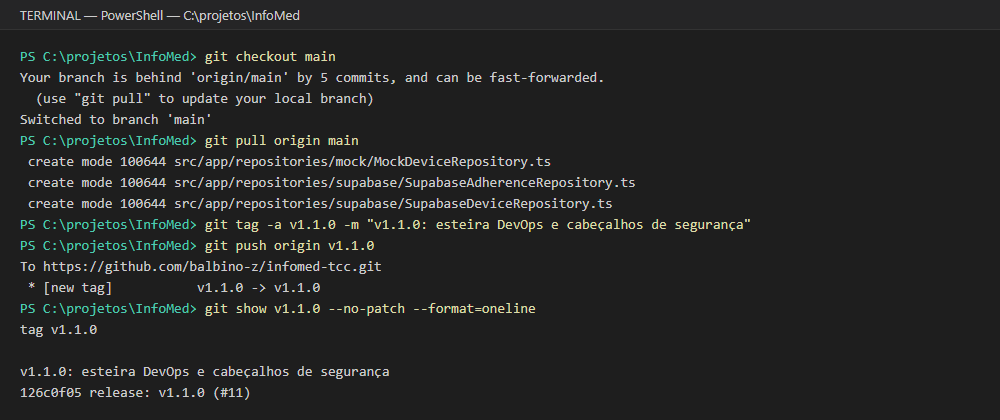 TERMINAL — PowerShell — C:\projetos\InfoMed
PS C:\projetos\InfoMed> git checkout main
Your branch is behind 'origin/main' by 5 commits, and can be fast-forwarded.
  (use "git pull" to update your local branch)
Switched to branch 'main'
PS C:\projetos\InfoMed> git pull origin main
 create mode 100644 src/app/repositories/mock/MockDeviceRepository.ts
 create mode 100644 src/app/repositories/supabase/SupabaseAdherenceRepository.ts
 create mode 100644 src/app/repositories/supabase/SupabaseDeviceRepository.ts
PS C:\projetos\InfoMed> git tag -a v1.1.0 -m "v1.1.0: esteira DevOps e cabeçalhos de segurança"
PS C:\projetos\InfoMed> git push origin v1.1.0
To https://github.com/balbino-z/infomed-tcc.git
 * [new tag]           v1.1.0 -> v1.1.0
PS C:\projetos\InfoMed> git show v1.1.0 --no-patch --format=oneline
tag v1.1.0
v1.1.0: esteira DevOps e cabeçalhos de segurança
126c0f05 release: v1.1.0 (#11)